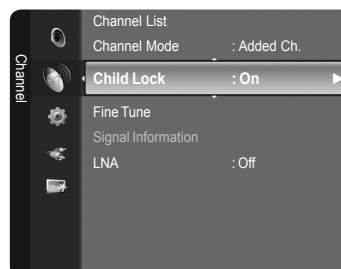 Channel
Channel List
Channel Mode : Added Ch.
Child Lock : On
Fine Tune
Signal Information
LNA : Off